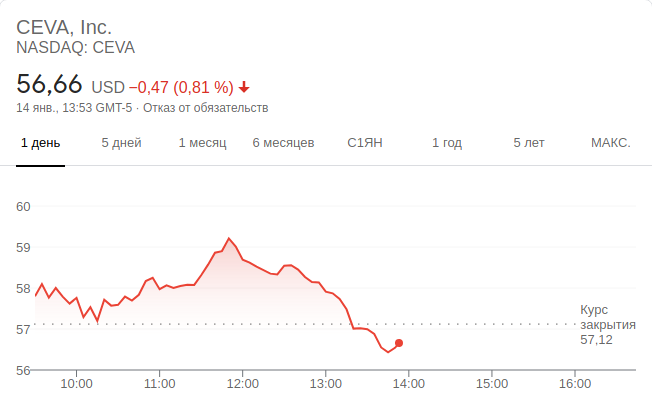 CEVA, Inc.
NASDAQ: CEVA
56,66 USD −0,47 (0,81 %)
14 янв., 13:53 GMT-5 · Отказ от обязательств
1 день 5 дней 1 месяц 6 месяцев С1ЯН 1 год 5 лет МАКС.
60
59
58
57
56
Курс
закрытия
57,12
10:00 11:00 12:00 13:00 14:00 15:00 16:00